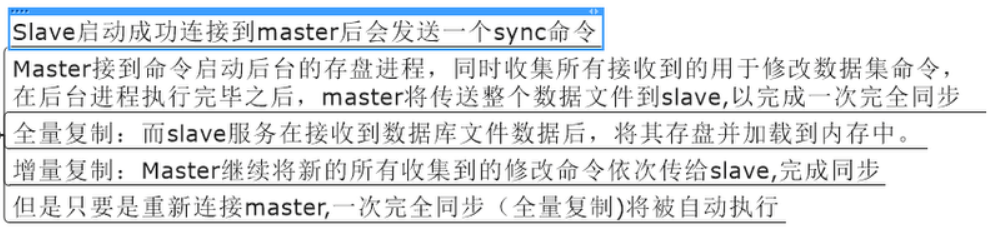 Slave启动成功连接到master后会发送一个sync命令
Master接到命令启动后台的存盘进程，同时收集所有接收到的用于修改数据集命令，
在后台进程执行完毕之后，master将传送整个数据文件到slave,以完成一次完全同步
全量复制：而slave服务在接收到数据库文件数据后，将其存盘并加载到内存中。
增量复制：Master继续将新的所有收集到的修改命令依次传给slave,完成同步
但是只要是重新连接master,一次完全同步（全量复制)将被自动执行